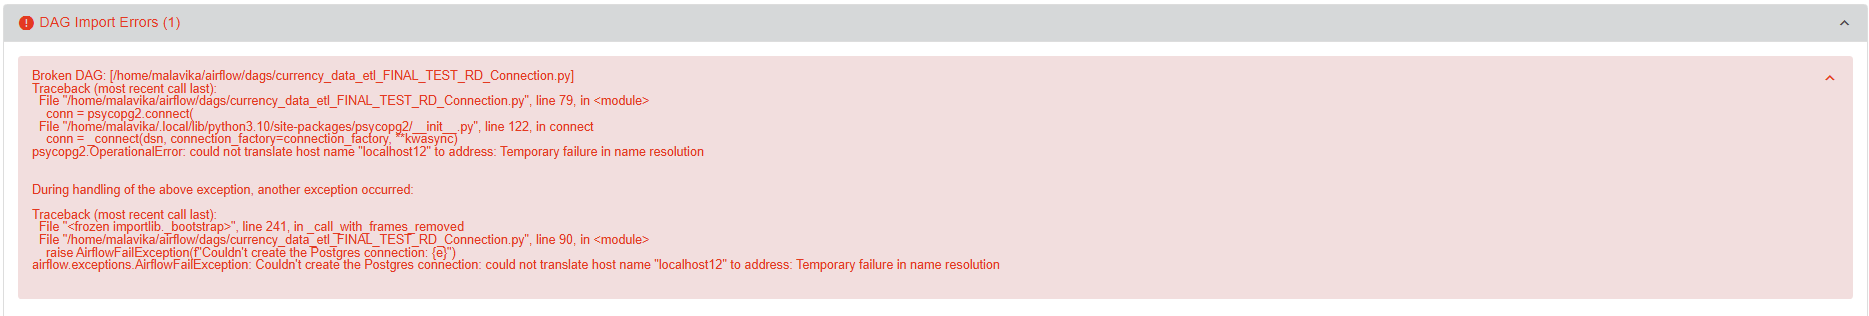 DAG Import Errors (1)
Broken DAG: [/home/malavika/airflow/dags/currency_data_etl_FINAL_TEST_RD_Connection.py]
Traceback (most recent call last):
File "/home/malavika/airflow/dags/currency_data_etl_FINAL_TEST_RD_Connection.py", line 79, in <module>
conn = psycopg2.connect(
File "/home/malavika/.local/lib/python3.10/site-packages/psycopg2/__init__.py", line 122, in connect
conn = _connect(dsn, connection_factory=connection_factory, **kwasync)
psycopg2.OperationalError: could not translate host name "localhost12" to address: Temporary failure in name resolution
During handling of the above exception, another exception occurred:
Traceback (most recent call last):
File "<frozen importlib._bootstrap>", line 241, in _call_with_frames_removed
File "/home/malavika/airflow/dags/currency_data_etl_FINAL_TEST_RD_Connection.py", line 90, in <module>
raise AirflowFailException(f"Couldn't create the Postgres connection: {e}")
airflow.exceptions.AirflowFailException: Couldn't create the Postgres connection: could not translate host name "localhost12" to address: Temporary failure in name resolution